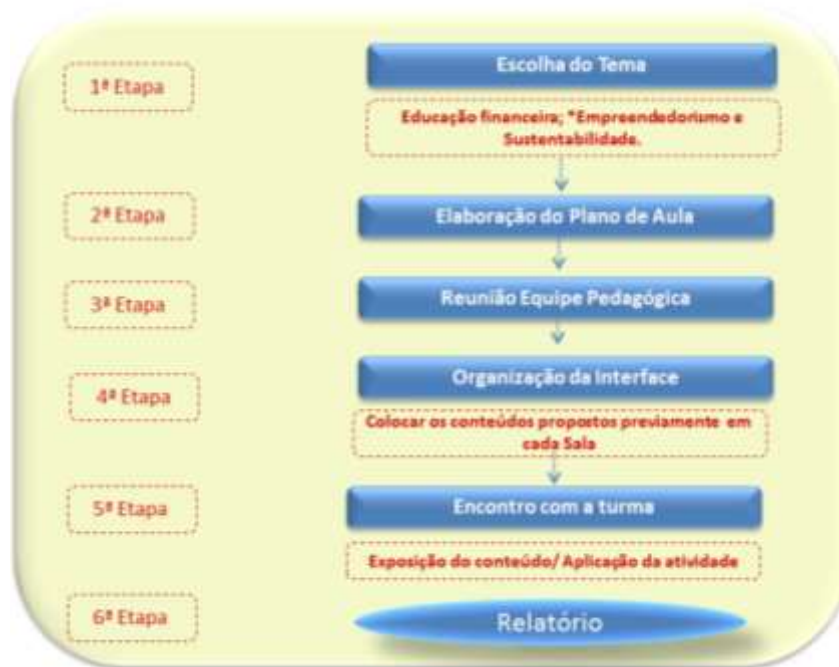 1ª Etapa
Escolha do Tema
Educação financeira; *Empreendedorismo e
Sustentabilidade.
2ª Etapa
Elaboração do Plano de Aula
3ª Etapa
Reunião Equipe Pedagógica
4ª Etapa
Organização da Interface
Colocar os conteúdos propostos previamente em
cada Sala
5ª Etapa
Encontro com a turma
Exposição do conteúdo/ Aplicação da atividade
6ª Etapa
Relatório